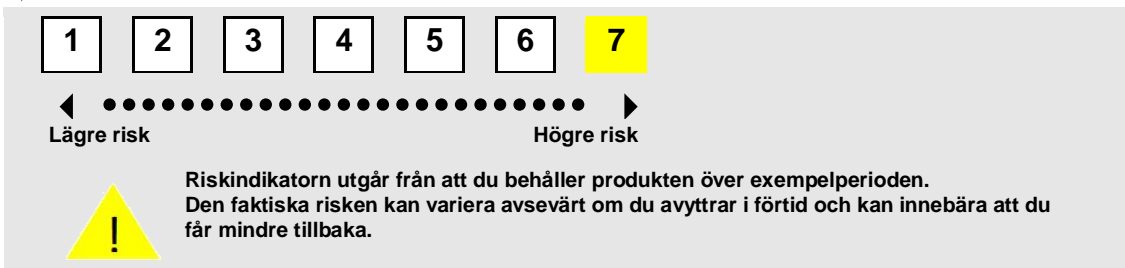 1 2 3 4 5 6 7
Lägre risk Högre risk
Riskindikatorn utgår från att du behåller produkten över exempelperioden.
Den faktiska risken kan variera avsevärt om du avyttrar i förtid och kan innebära att du
får mindre tillbaka.
!